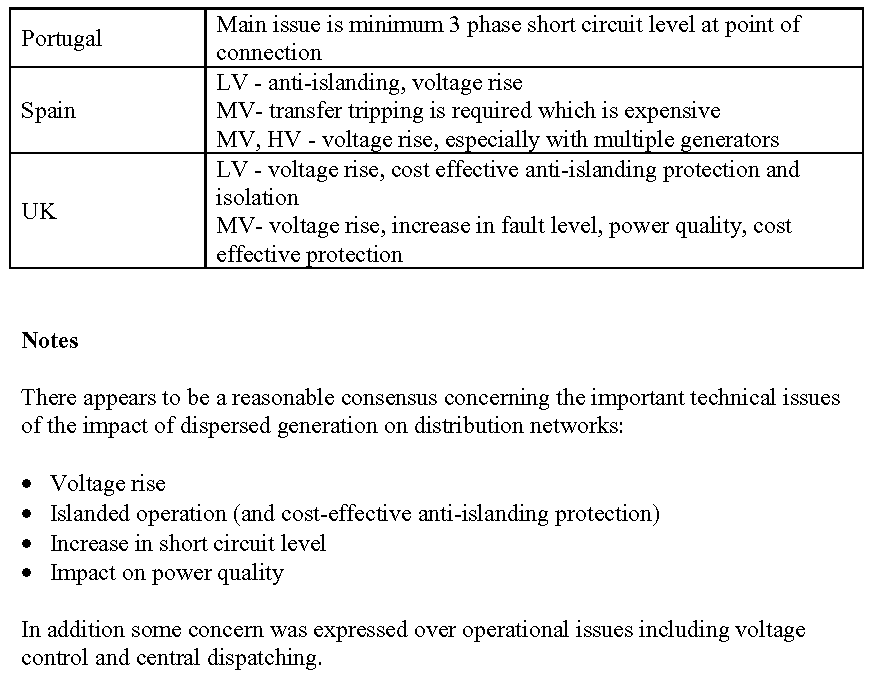 Portugal
Main issue is minimum 3 phase short circuit level at point of
connection
Spain
LV - anti-islanding, voltage rise
MV- transfer tripping is required which is expensive
MV, HV - voltage rise, especially with multiple generators
UK
LV - voltage rise, cost effective anti-islanding protection and
isolation
MV- voltage rise, increase in fault level, power quality, cost
effective protection
Notes
There appears to be a reasonable consensus concerning the important technical issues
of the impact of dispersed generation on distribution networks:
• Voltage rise
• Islanded operation (and cost-effective anti-islanding protection)
• Increase in short circuit level
• Impact on power quality
In addition some concern was expressed over operational issues including voltage
control and central dispatching.